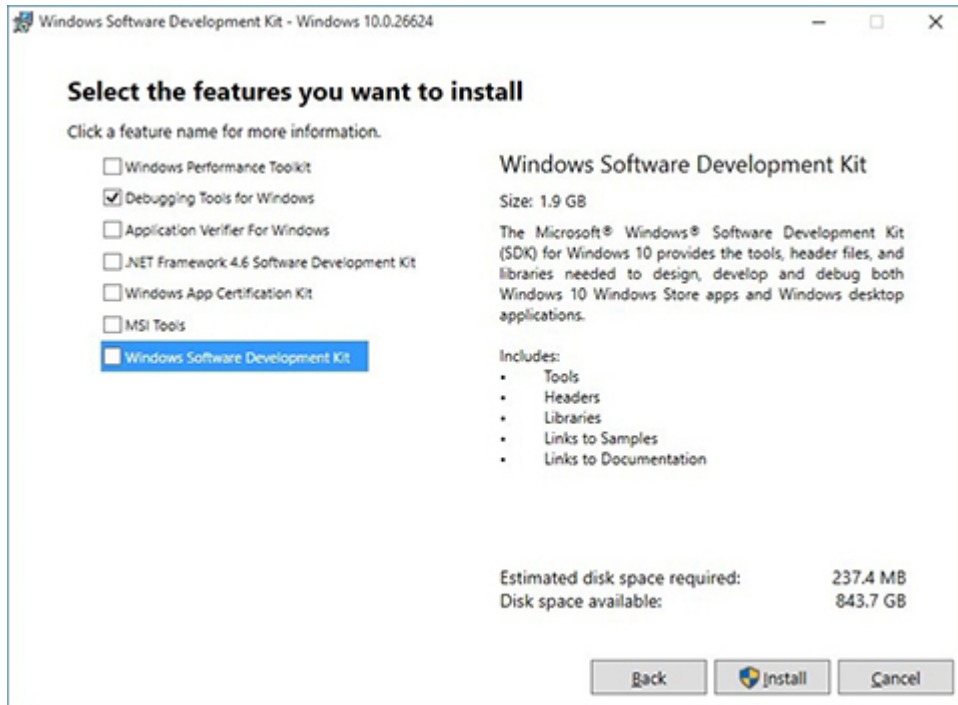 Windows Software Development Kit - Windows 10.0.26624
Select the features you want to install
Click a feature name for more information.
Windows Performance Toolkit
Debugging Tools for Windows
Application Verifier For Windows
.NET Framework 4.6 Software Development Kit
Windows App Certification Kit
MSI Tools
Windows Software Development Kit
Windows Software Development Kit
Size: 1.9 GB
The Microsoft® Windows® Software Development Kit
(SDK) for Windows 10 provides the tools, header files, and
libraries needed to design, develop and debug both
Windows 10 Windows Store apps and Windows desktop
applications.
Includes:
• Tools
• Headers
• Libraries
• Links to Samples
• Links to Documentation
Estimated disk space required: 237.4 MB
Disk space available: 843.7 GB
Back Install Cancel